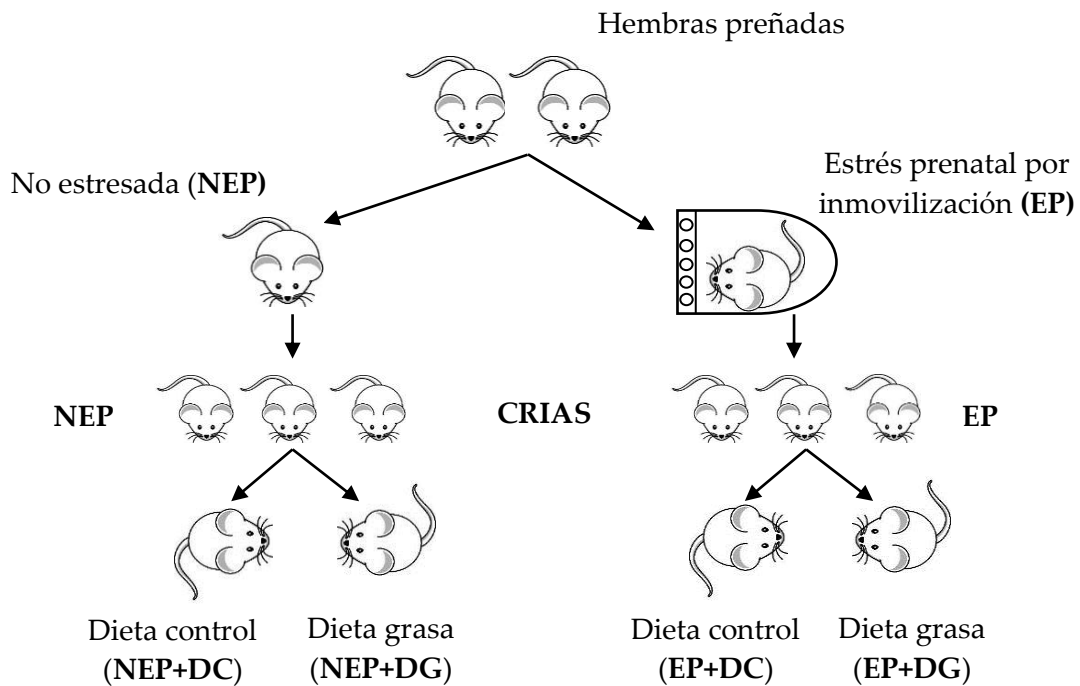 Hembras preñadas
No estresada (NEP)
Estrés prenatal por
inmovilización (EP)
NEP
CRIAS
EP
Dieta control
(NEP+DC)
Dieta grasa
(NEP+DG)
Dieta control
(EP+DC)
Dieta grasa
(EP+DG)